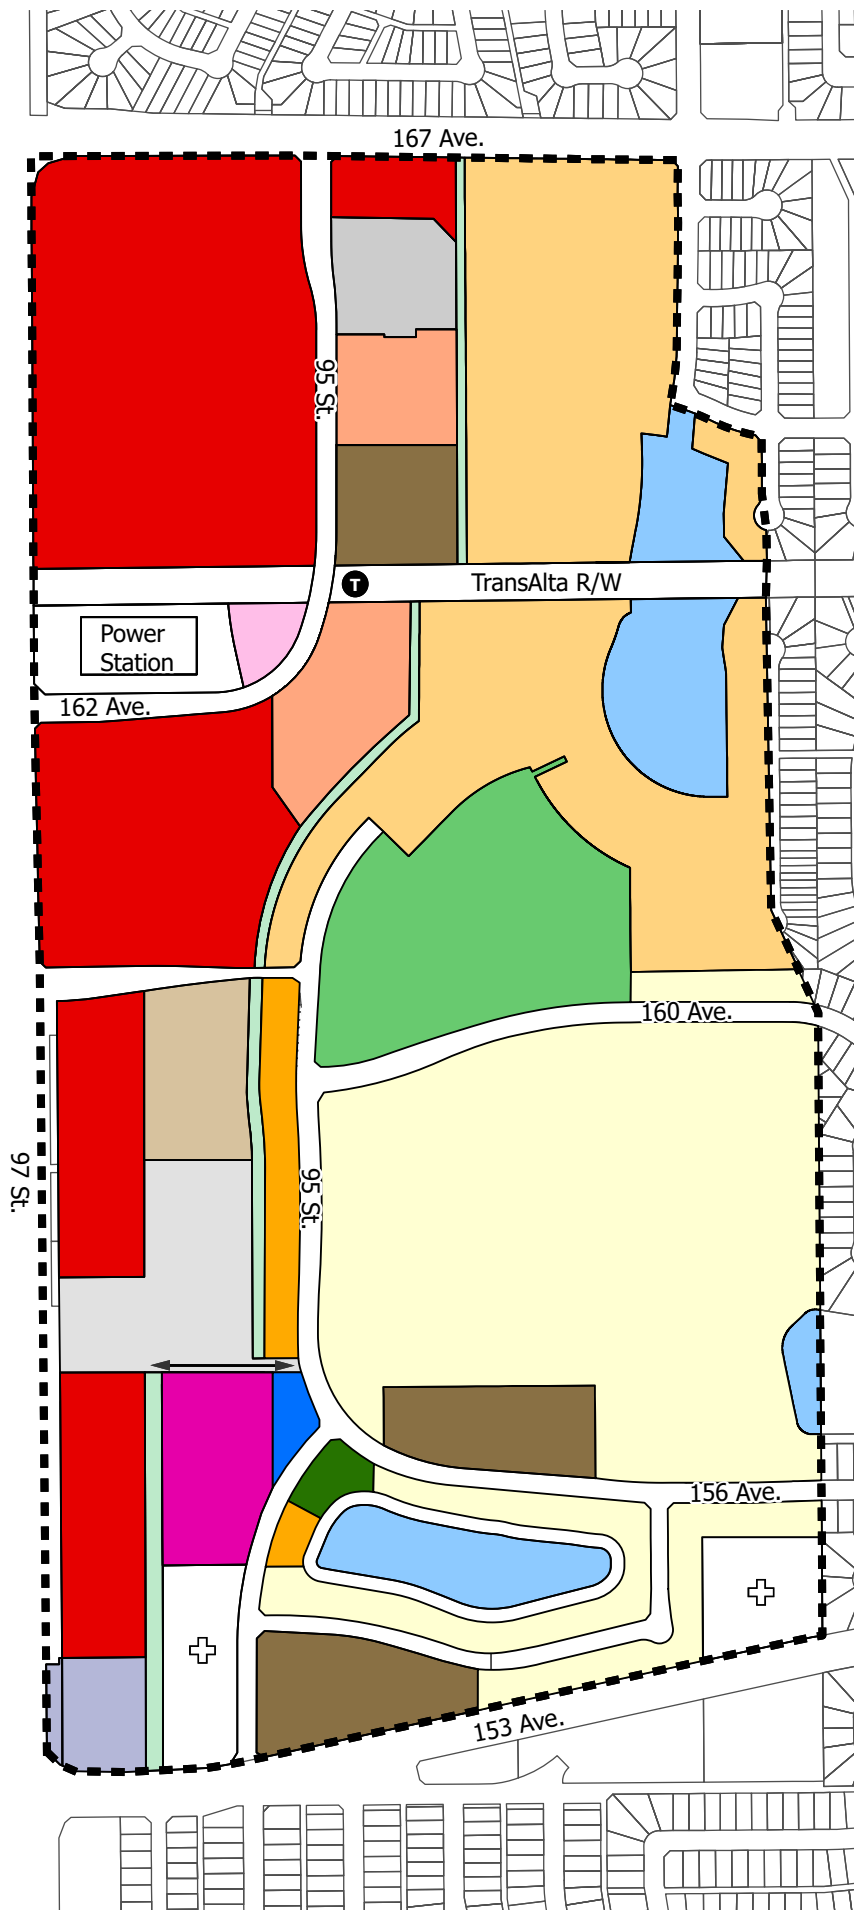 167 Ave.
95 St.
T
TransAlta R/W
Power
Station
162 Ave.
160 Ave.
97 St.
95 St.
156 Ave.
153 Ave.